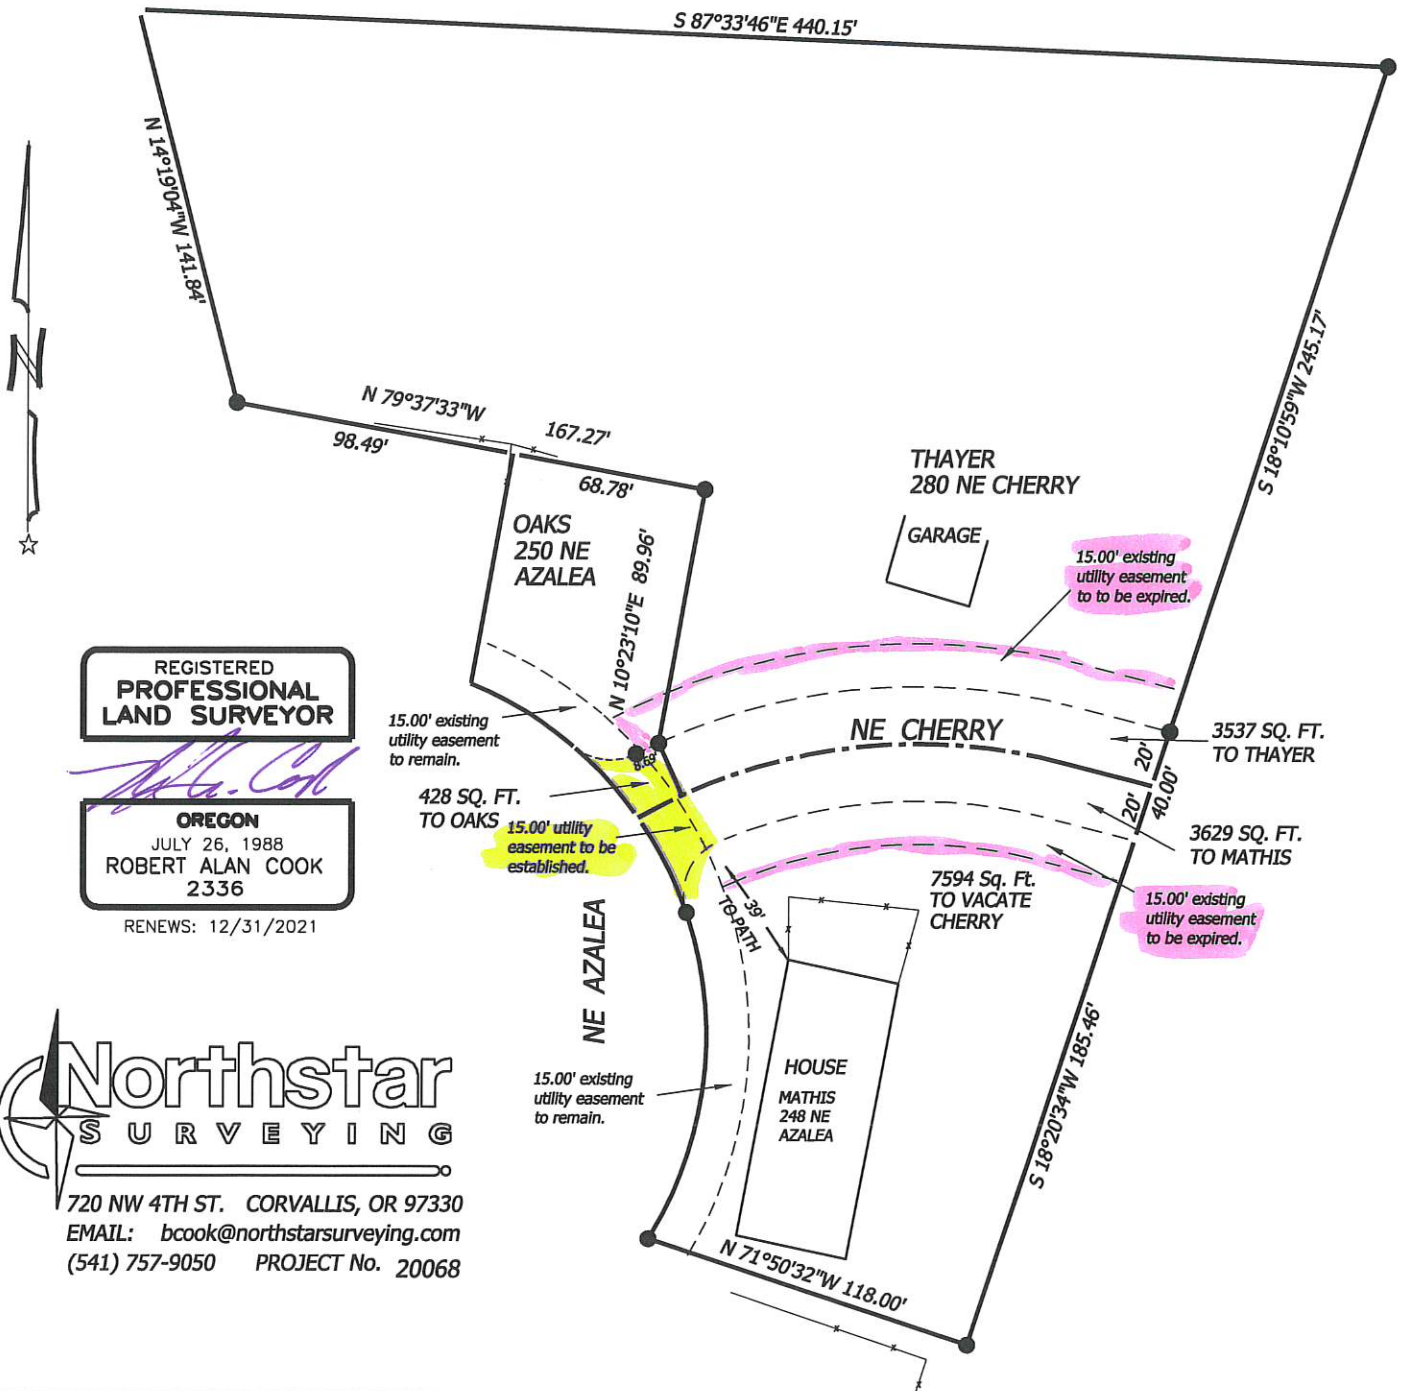 S 87°33'46"E 440.15'
N 14°19'04"W 141.84'
N
N 79°37'33"W
167.27'
98.49'
68.78'
S 18°10'59"W 245.17'
THAYER
280 NE CHERRY
GARAGE
OAKS
250 NE
AZALEA
N 10°23'10"E 89.96'
15.00' existing
utility easement
to to be expired.
REGISTERED
PROFESSIONAL
LAND SURVEYOR
OREGON
JULY 26, 1988
ROBERT ALAN COOK
2336
RENEWS: 12/31/2021
15.00' existing
utility easement
to remain.
8.69'
NE CHERRY
3537 SQ. FT.
TO THAYER
20'
40.00'
20'
428 SQ. FT.
TO OAKS
15.00' utility
easement to be
established.
3629 SQ. FT.
TO MATHIS
39'
TO PATH
7594 Sq. Ft.
TO VACATE
CHERRY
15.00' existing
utility easement
to be expired.
NE AZALEA
15.00' existing
utility easement
to remain.
HOUSE
MATHIS
248 NE
AZALEA
S 18°20'34"W 185.46'
N 71°50'32"W 118.00'
Northstar
SURVEYING
720 NW 4TH ST. CORVALLIS, OR 97330
EMAIL: bcook@northstarsurveying.com
(541) 757-9050 PROJECT No. 20068